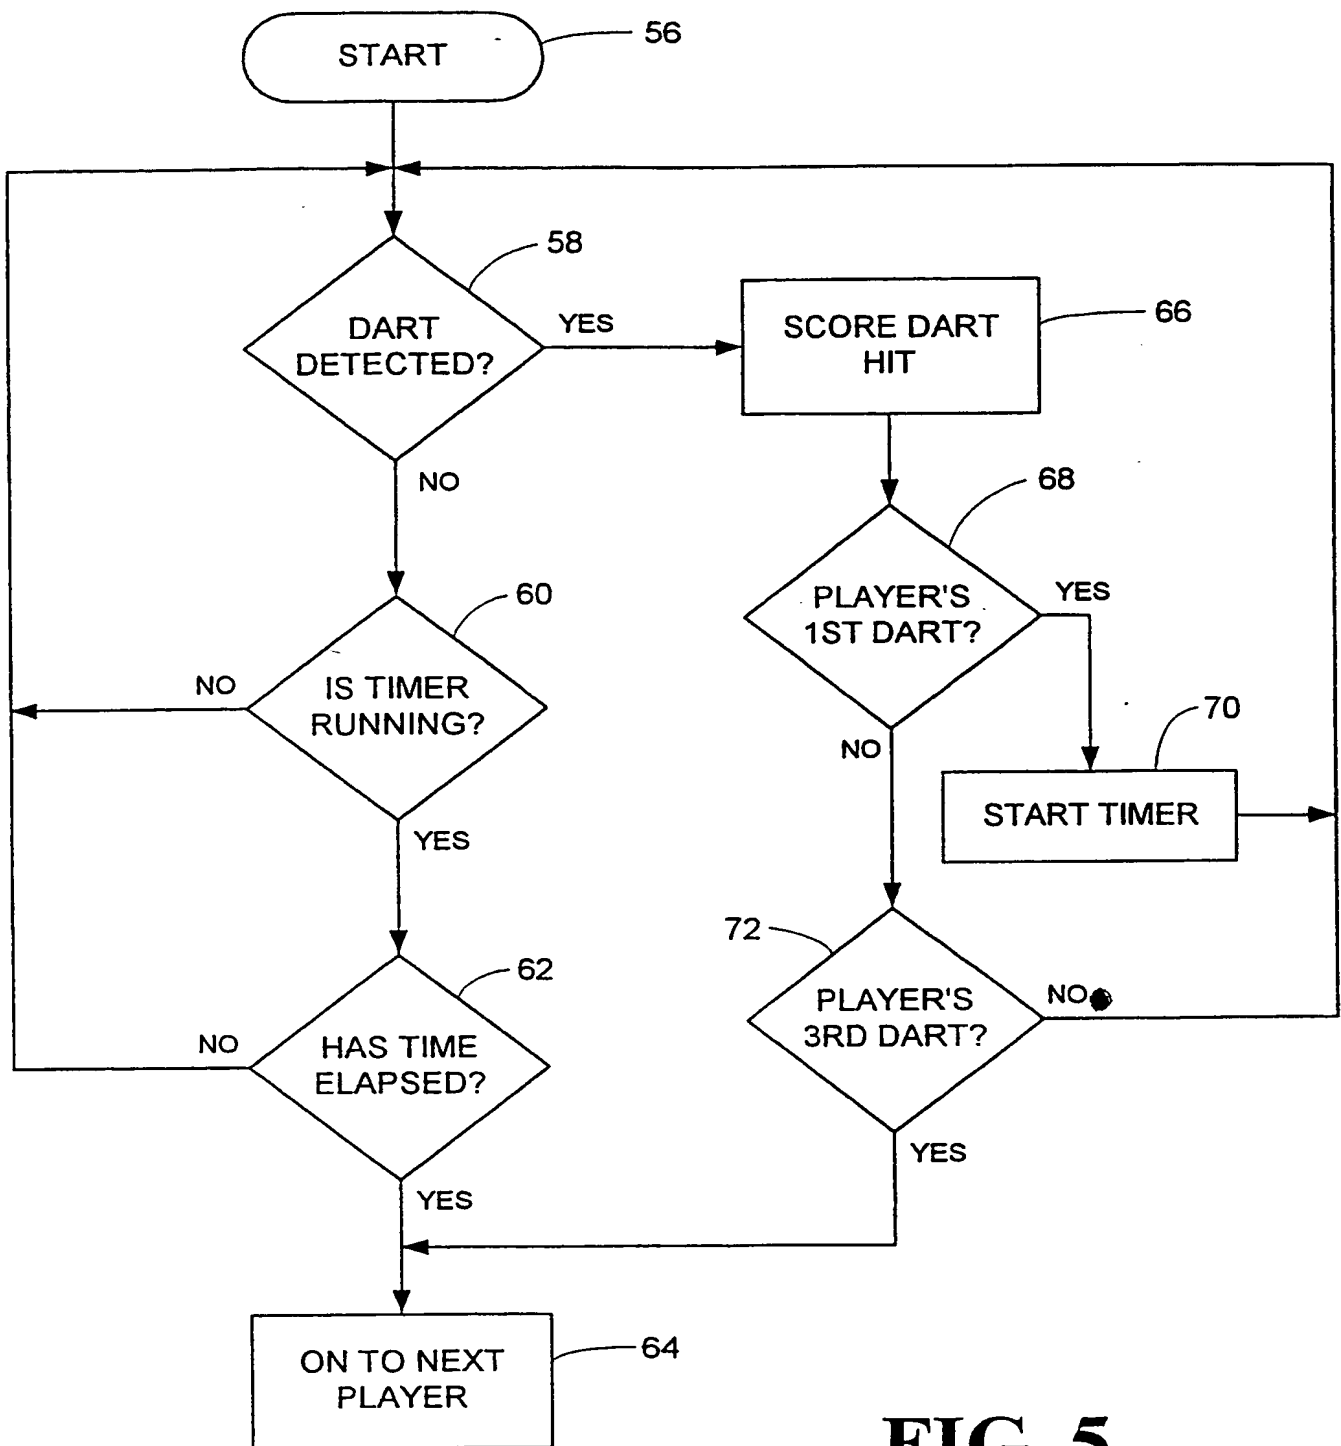 START
56
58
DART
DETECTED?
YES
SCORE DART
HIT
66
NO
68
PLAYER'S
1ST DART?
YES
60
IS TIMER
RUNNING?
NO
YES
NO
70
START TIMER
72
PLAYER'S
3RD DART?
NO
62
HAS TIME
ELAPSED?
NO
YES
YES
ON TO NEXT
PLAYER
64
FIG. 5